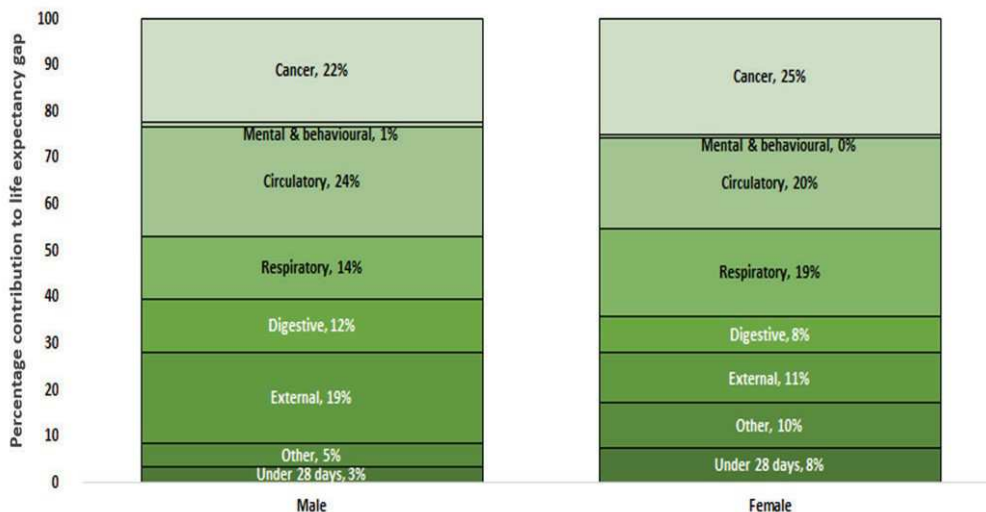 Percentage contribution to life expectancy gap
100
90
80
70
60
50
40
30
20
10
0
Cancer, 22%
Mental & behavioural, 1%
Circulatory, 24%
Respiratory, 14%
Digestive, 12%
External, 19%
Other, 5%
Under 28 days, 3%
Male
Cancer, 25%
Mental & behavioural, 0%
Circulatory, 20%
Respiratory, 19%
Digestive, 8%
External, 11%
Other, 10%
Under 28 days, 8%
Female